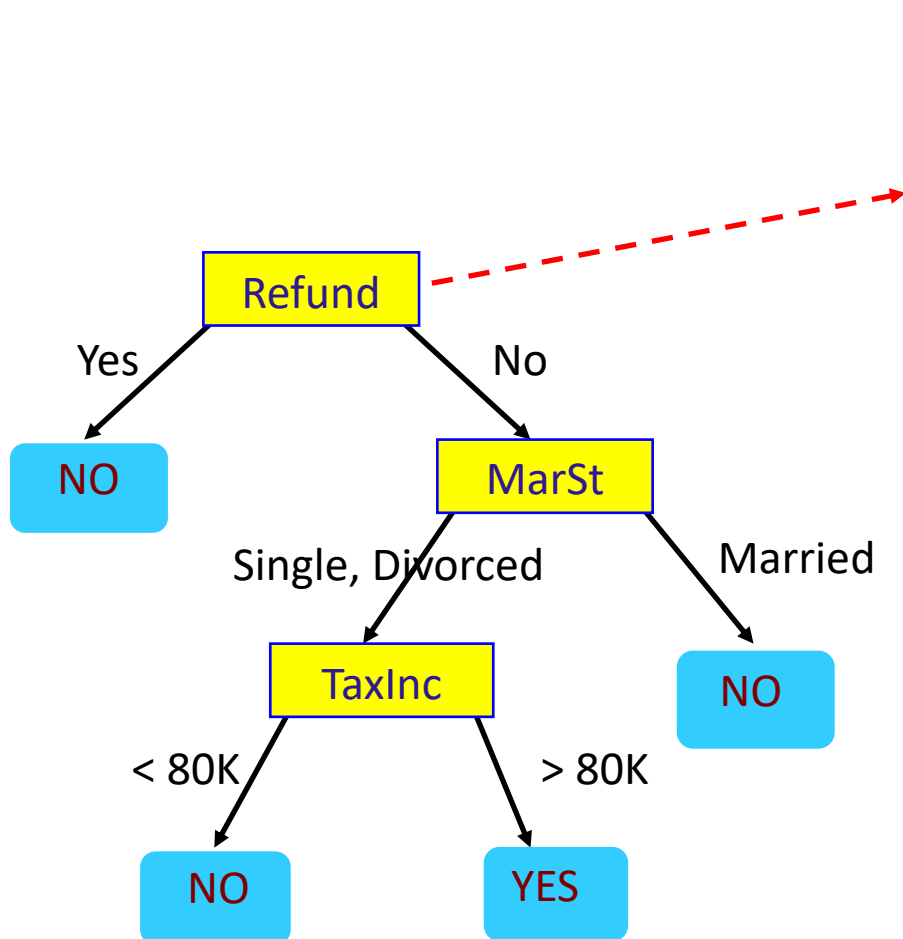 Refund
Yes
No
NO
MarSt
Single, Divorced
Married
TaxInc
NO
< 80K
> 80K
NO
YES